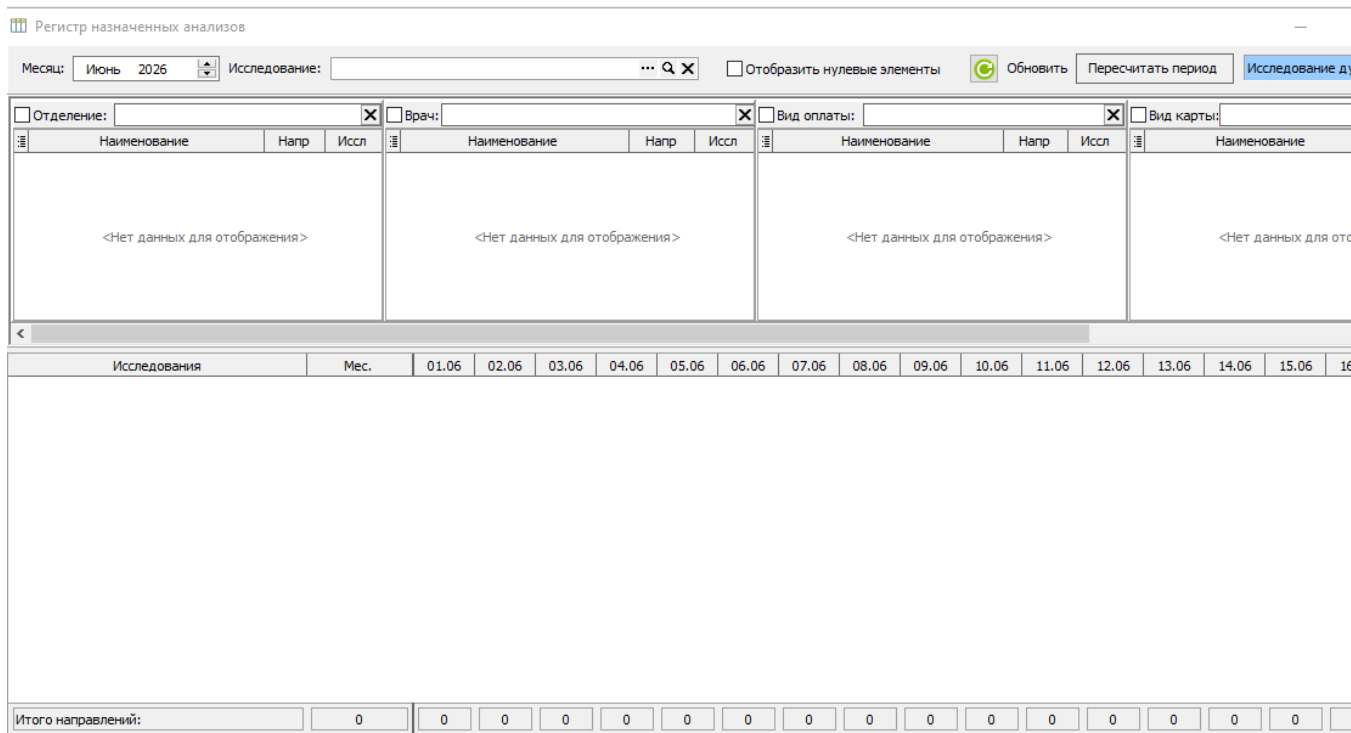 Регистр назначенных анализов
Месяц: Июнь 2026 Исследование: Отобразить нулевые элементы Обновить Пересчитать период Исследование
Отделение: Врач: Вид оплаты: Вид карты:
Наименование Напр Иссл Наименование Напр Иссл Наименование Напр Иссл Наименование
<Нет данных для отображения> <Нет данных для отображения> <Нет данных для отображения> <Нет данных для
Исследования Мес. 01.06 02.06 03.06 04.06 05.06 06.06 07.06 08.06 09.06 10.06 11.06 12.06 13.06 14.06 15.06
Итого направлений: 0 0 0 0 0 0 0 0 0 0 0 0 0 0 0 0